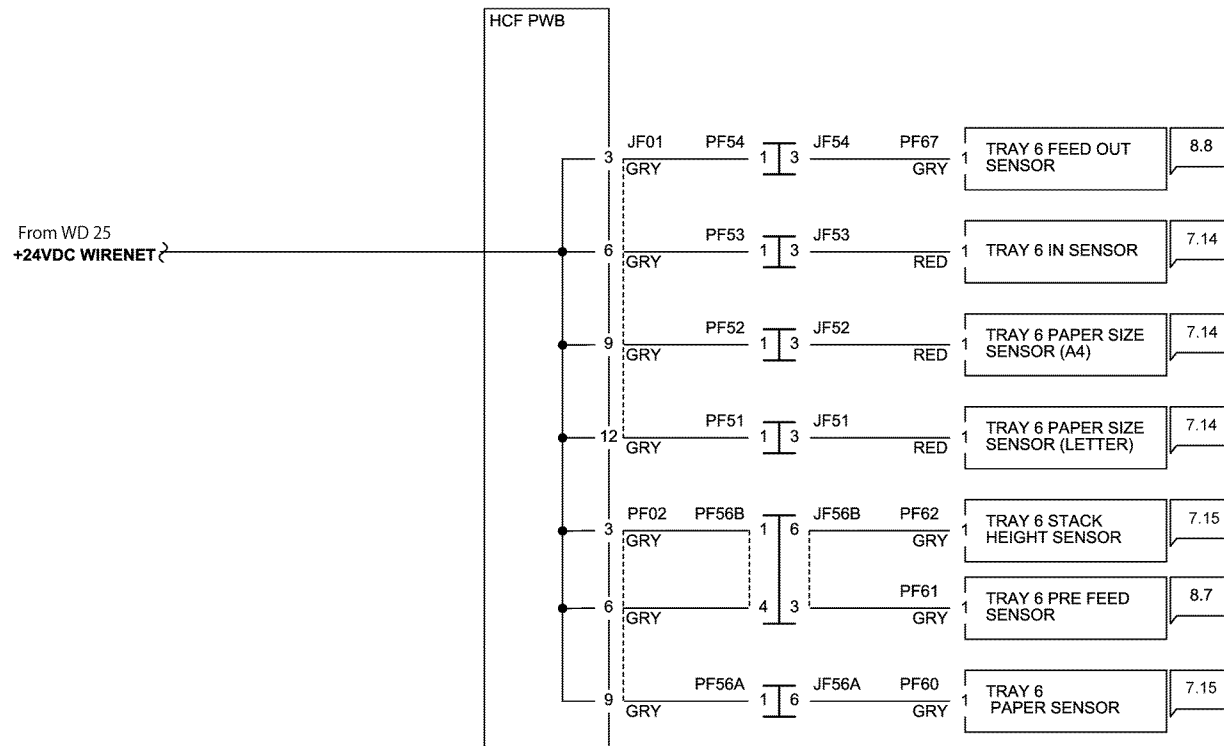 HCF PWB
JF01 PF54 JF54 PF67
3 1 3 1 TRAY 6 FEED OUT 8.8
GRY GRY SENSOR
From WD 25
+24VDC WIRENET
PF53 JF53
6 1 3 1 TRAY 6 IN SENSOR 7.14
GRY RED
PF52 JF52
9 1 3 1 TRAY 6 PAPER SIZE 7.14
GRY RED SENSOR (A4)
PF51 JF51
12 1 3 1 TRAY 6 PAPER SIZE 7.14
GRY RED SENSOR (LETTER)
PF02 PF56B JF56B PF62
3 1 6 1 TRAY 6 STACK 7.15
GRY GRY HEIGHT SENSOR
PF61
6 4 3 1 TRAY 6 PRE FEED 8.7
GRY GRY SENSOR
PF56A JF56A PF60
9 1 6 1 TRAY 6 7.15
GRY GRY PAPER SENSOR